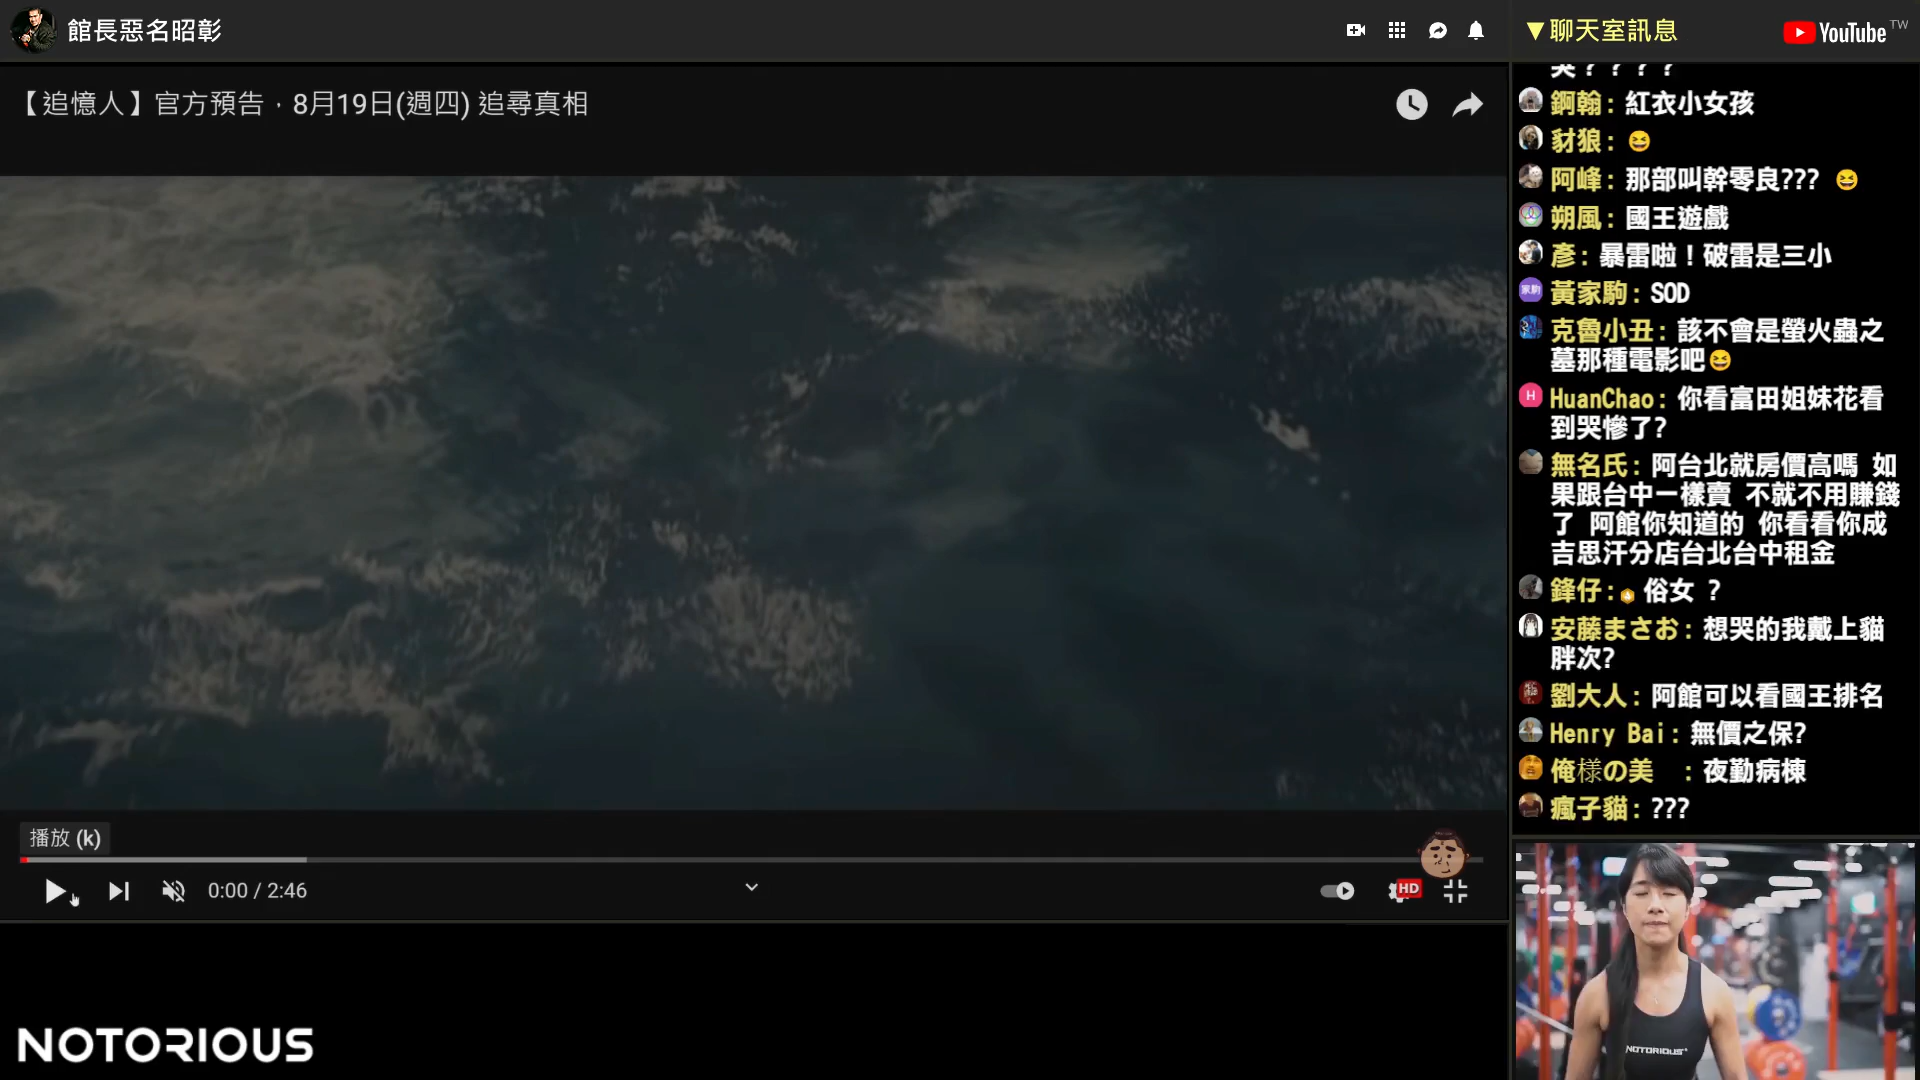 館長惡名昭彰
▼聊天室訊息
YouTube TW
【追憶人】官方預告．8月19日(週四) 追尋真相
鋼翰: 紅衣小女孩
豺狼: 😆
阿峰: 那部叫幹零良??? 😆
朔風: 國王遊戲
彥: 暴雷啦！破雷是三小
家駒
黃家駒: SOD
克魯小丑: 該不會是螢火蟲之
墓那種電影吧😆
H
HuanChao: 你看富田姐妹花看
到哭慘了?
無名氏: 阿台北就房價高嗎 如
果跟台中一樣賣 不就不用賺錢
了 阿館你知道的 你看看你成
吉思汗分店台北台中租金
鋒仔: 俗女 ？
安藤まさお: 想哭的我戴上貓
胖次?
劉大人: 阿館可以看國王排名
Henry Bai: 無價之保?
俺様の美 : 夜勤病棟
瘋子貓: ???
播放 (k)
0:00 / 2:46
HD
NOTORIOUS
NOTORIOUS